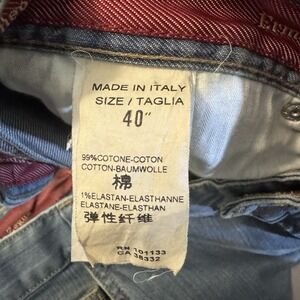 MADE IN ITALY
SIZE / TAGLIA
40"
99%COTONE-COTON
COTTON-BAUMWOLLE
棉
1%ELASTAN-ELASTHANNE
ELASTANE-ELASTHAN
弹性纤维
RN 101133
CA 38332